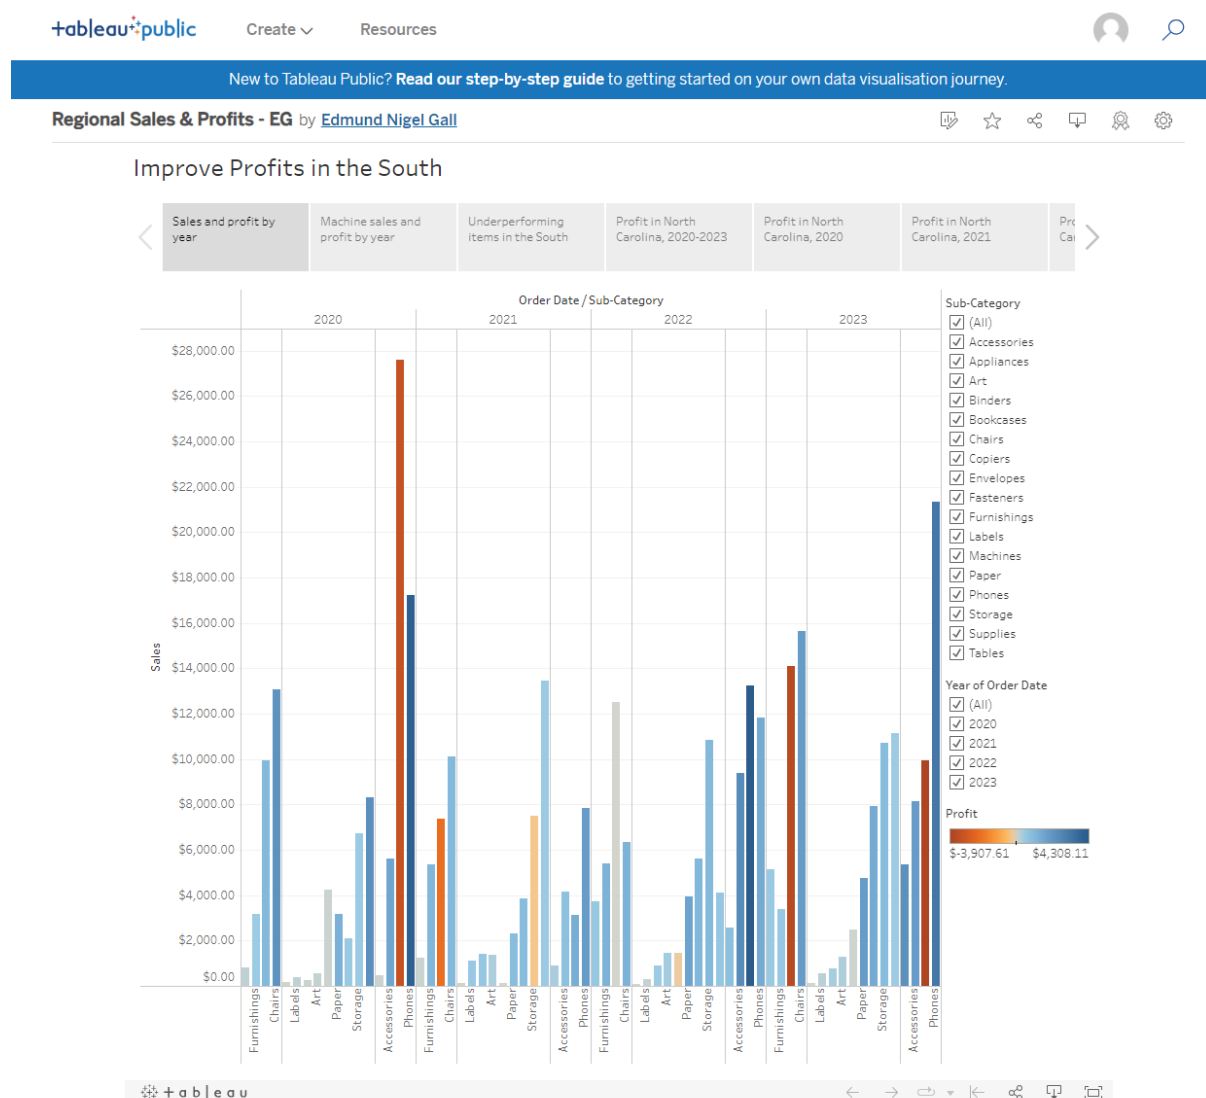 +ableau+public
Create
Resources
New to Tableau Public? Read our step-by-step guide to getting started on your own data visualisation journey.
Regional Sales & Profits - EG by Edmund Nigel Gall
Improve Profits in the South
Sales and profit by
year
Machine sales and
profit by year
Underperforming
items in the South
Profit in North
Carolina, 2020-2023
Profit in North
Carolina, 2020
Profit in North
Carolina, 2021
Order Date / Sub-Category
2020 2021 2022 2023
$28,000.00
$26,000.00
$24,000.00
$22,000.00
$20,000.00
$18,000.00
$16,000.00
$14,000.00
$12,000.00
$10,000.00
$8,000.00
$6,000.00
$4,000.00
$2,000.00
$0.00
Sales
Furnishings
Chairs
Labels
Art
Paper
Storage
Accessories
Phones
Furnishings
Chairs
Labels
Art
Paper
Storage
Accessories
Phones
Furnishings
Chairs
Labels
Art
Paper
Storage
Accessories
Phones
Furnishings
Chairs
Labels
Art
Paper
Storage
Accessories
Phones
Sub-Category
(All)
Accessories
Appliances
Art
Binders
Bookcases
Chairs
Copiers
Envelopes
Fasteners
Furnishings
Labels
Machines
Paper
Phones
Storage
Supplies
Tables
Year of Order Date
(All)
2020
2021
2022
2023
Profit
$-3,907.61 $4,308.11
+ableau